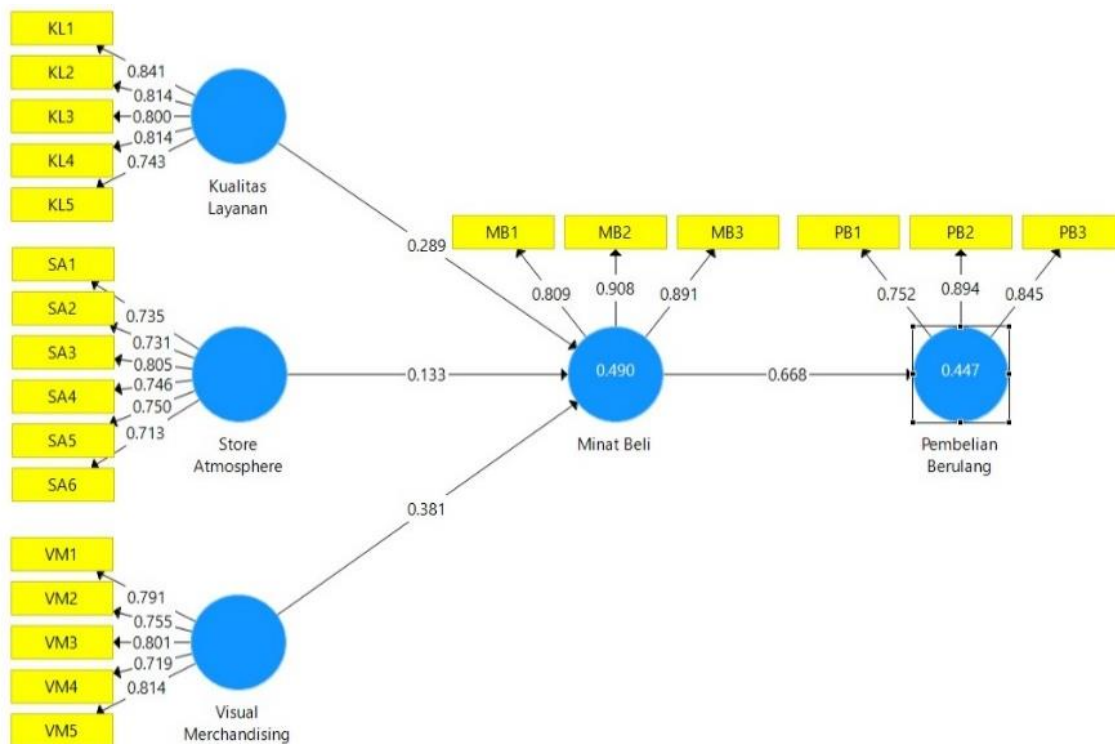 KL1
KL2
KL3
KL4
KL5
0.841
0.814
0.800
0.814
0.743
Kualitas
Layanan
SA1
SA2
SA3
SA4
SA5
SA6
0.735
0.731
0.805
0.746
0.750
0.713
Store
Atmosphere
VM1
VM2
VM3
VM4
VM5
0.791
0.755
0.801
0.719
0.814
Visual
Merchandising
0.289
0.133
0.381
MB1
MB2
MB3
0.809
0.908
0.891
0.490
Minat Beli
0.668
PB1
PB2
PB3
0.752
0.894
0.845
0.447
Pembelian
Berulang